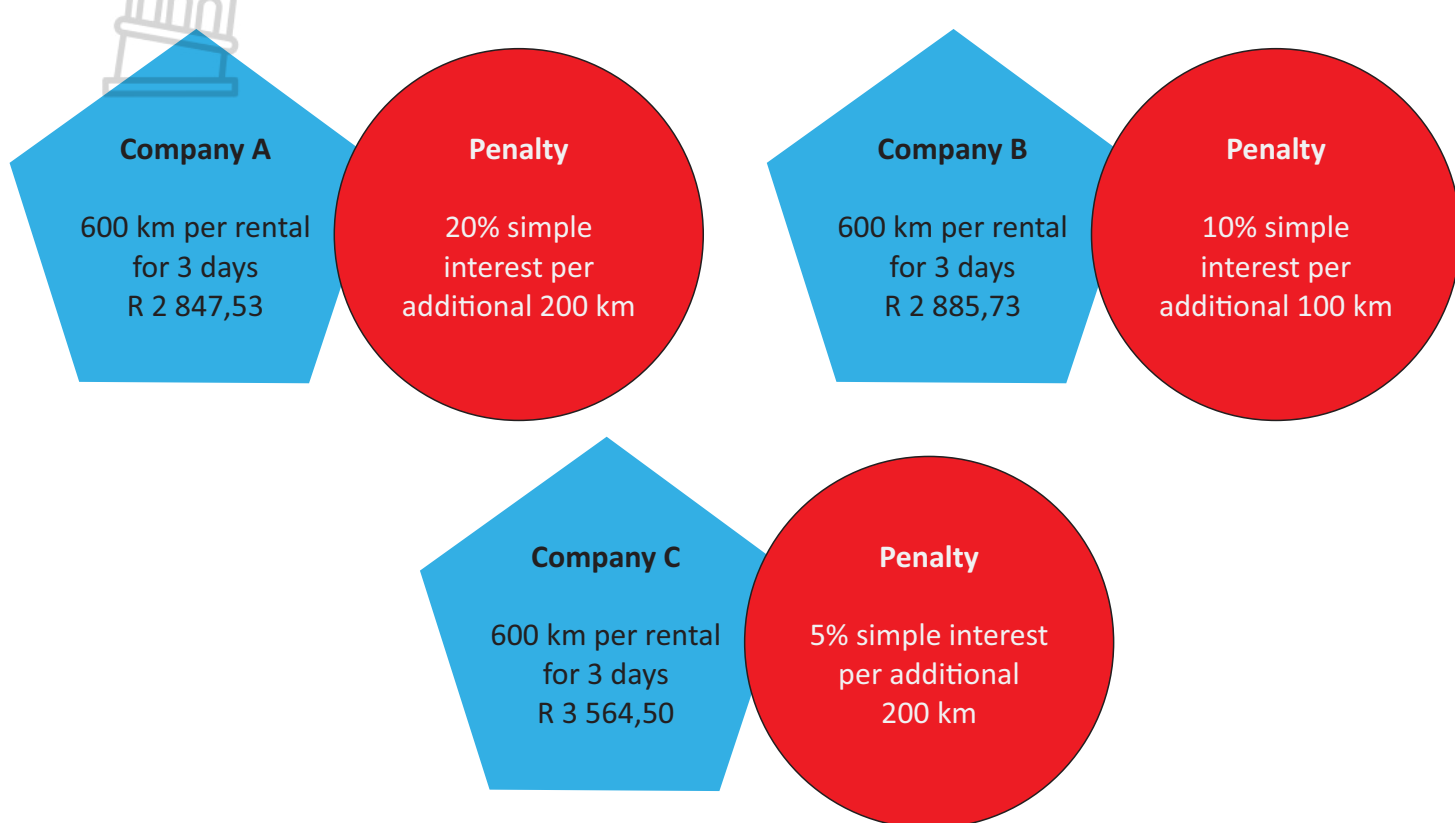 Company A
600 km per rental
for 3 days
R 2 847,53
Penalty
20% simple
interest per
additional 200 km
Company B
600 km per rental
for 3 days
R 2 885,73
Penalty
10% simple
interest per
additional 100 km
Company C
600 km per rental
for 3 days
R 3 564,50
Penalty
5% simple interest
per additional
200 km